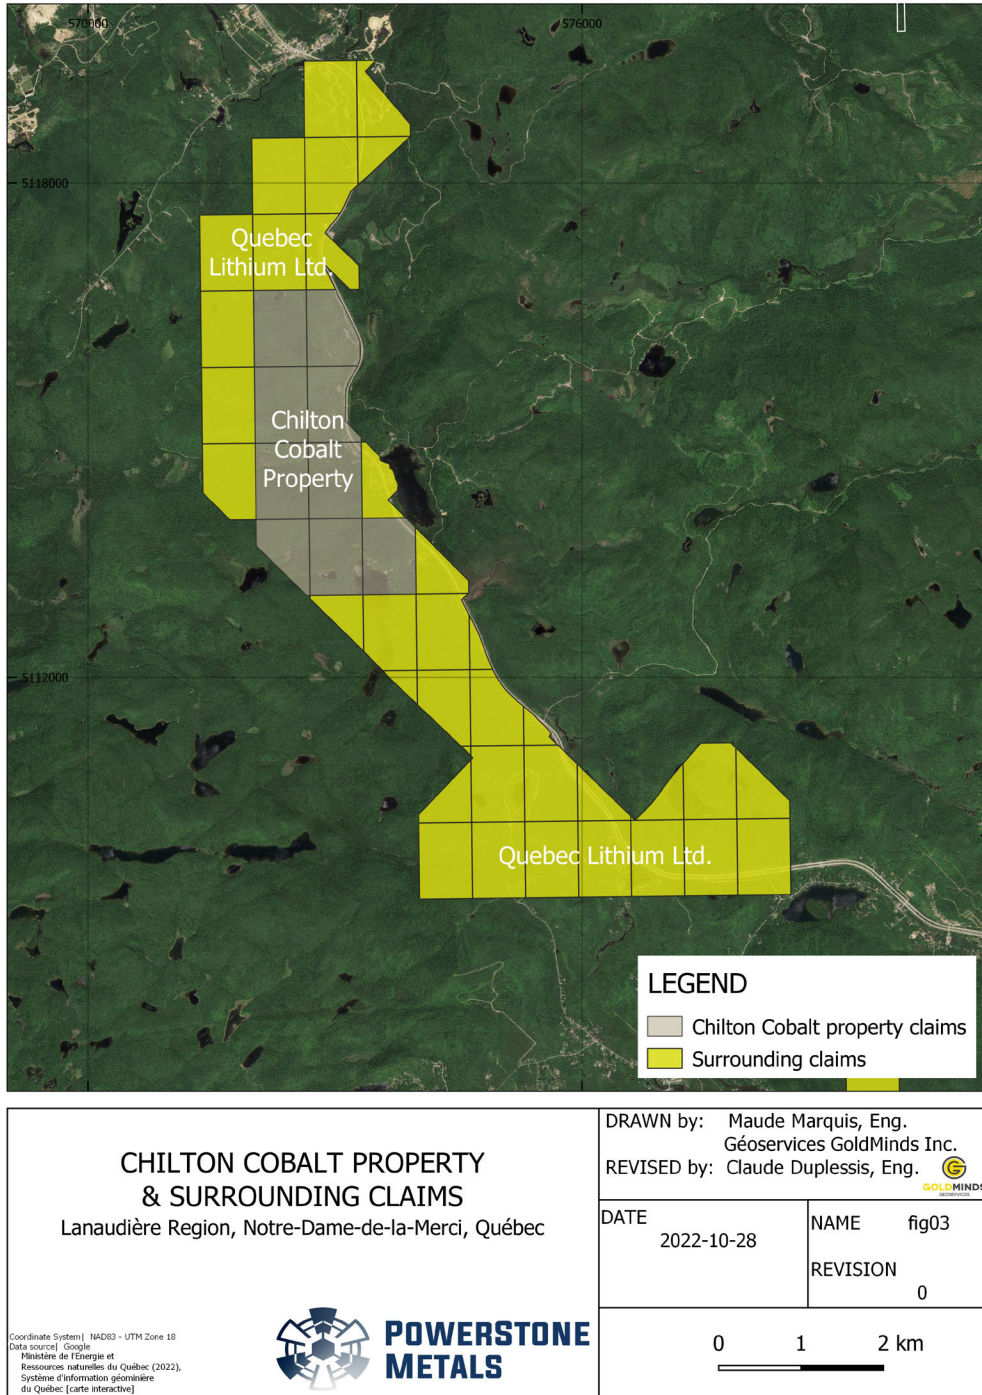 570000
576000
5118000
Quebec
Lithium Ltd.
Chilton
Cobalt
Property
5112000
Quebec Lithium Ltd.
LEGEND
Chilton Cobalt property claims
Surrounding claims
CHILTON COBALT PROPERTY
& SURROUNDING CLAIMS
Lanaudière Region, Notre-Dame-de-la-Merci, Québec
Coordinate System| NAD83 - UTM Zone 18
Data source| Google
Ministère de l'Energie et
Ressources naturelles du Québec (2022),
Système d'information géominière
du Québec [carte interactive]
POWERSTONE
METALS
DRAWN by: Maude Marquis, Eng.
Géoservices GoldMinds Inc.
REVISED by: Claude Duplessis, Eng.
GOLDMINDS
GEOSERVICES
DATE
2022-10-28
NAME fig03
REVISION
0
0 1 2 km